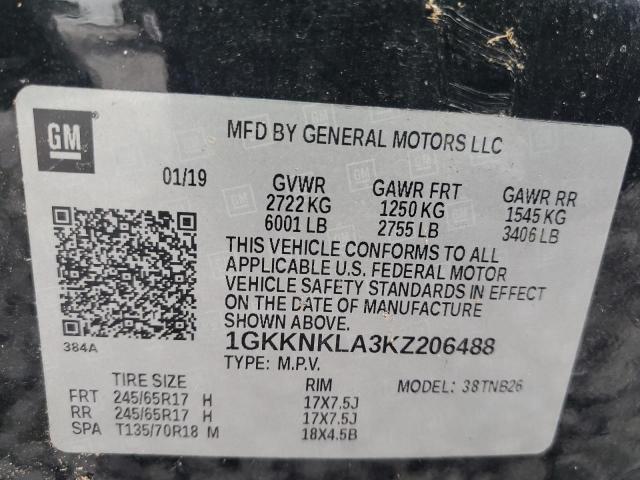 GM
MFD BY GENERAL MOTORS LLC
01/19 GVWR GAWR FRT GAWR RR
2722 KG 1250 KG 1545 KG
6001 LB 2755 LB 3406 LB
THIS VEHICLE CONFORMS TO ALL
APPLICABLE U.S. FEDERAL MOTOR
VEHICLE SAFETY STANDARDS IN EFFECT
ON THE DATE OF MANUFACTURE
SHOWN ABOVE.
384A
1GKKNKLA3KZ206488
TYPE: M.P.V.
TIRE SIZE RIM MODEL: 38TNB26
FRT 245/65R17 H 17X7.5J
RR 245/65R17 H 17X7.5J
SPA T135/70R18 M 18X4.5B